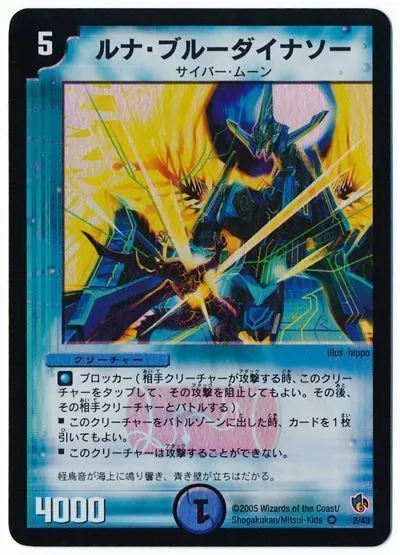 5
ルナ・ブルーダイナソー
サイバー・ムーン
illus. hippo
クリーチャー
ブロッカー(相手クリーチャーが攻撃する時、このクリ
ーチャーをタップして、その攻撃を阻止してもよい。その後、
その相手クリーチャーとバトルする)
■ このクリーチャーをバトルゾーンに出した時、カードを1枚
引いてもよい。
■ このクリーチャーは攻撃することができない。
怪鳥音が海上に鳴り響き、青き壁が立ちはだかる。
4000
1
©2005 Wizards of the Coast/
Shogakukan/Mitsui-Kids
2/43